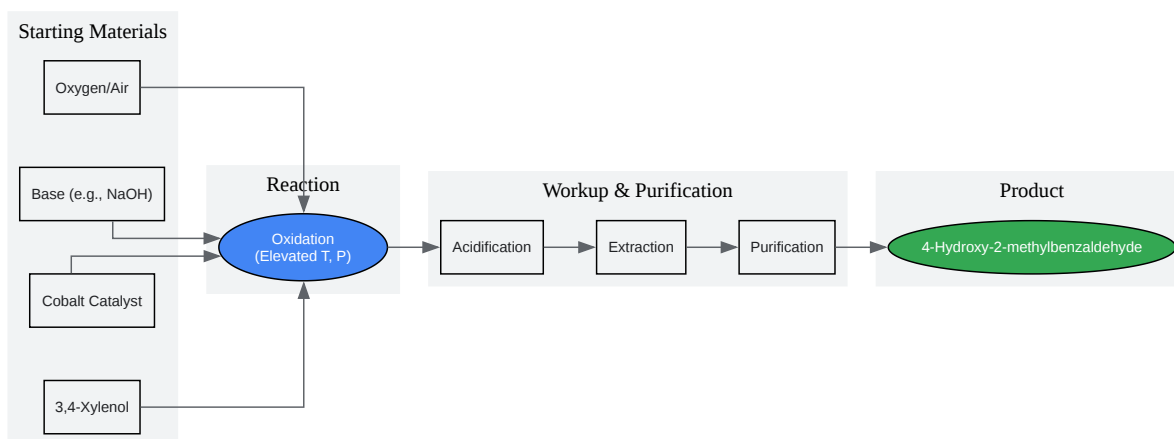 Starting Materials
Oxygen/Air
Base (e.g., NaOH)
Cobalt Catalyst
3,4-Xylenol
Reaction
Oxidation
(Elevated T, P)
Workup & Purification
Acidification
Extraction
Purification
Product
4-Hydroxy-2-methylbenzaldehyde